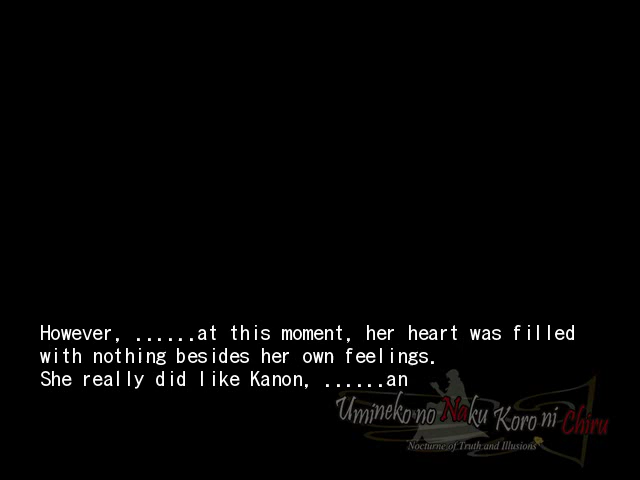 However, ......at this moment, her heart was filled
with nothing besides her own feelings.
She really did like Kanon, ......an
Umineko no Naku Koro ni Chiru
Nocturne of Truth and Illusions